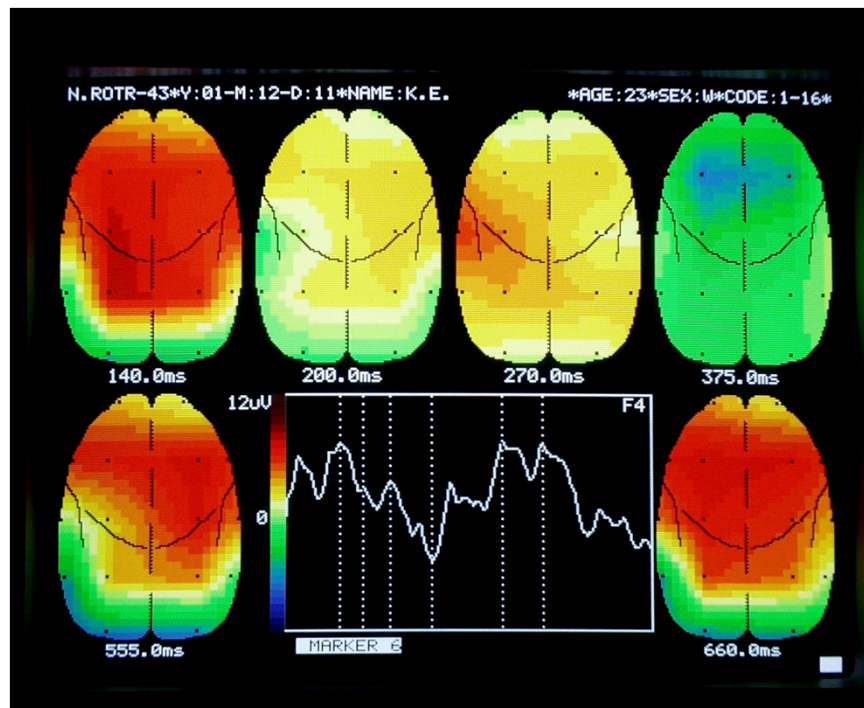 N.ROTR-43*Y:01-M:12-D:11*NAME:K.E. *AGE:23*SEX:W*CODE:1-16*
140.0ms 200.0ms 270.0ms 375.0ms
12uV F4
0
MARKER 6
555.0ms 660.0ms